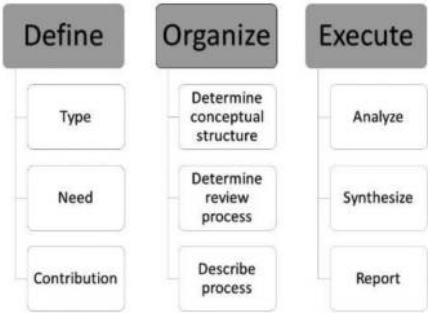 Define
Type
Need
Contribution
Organize
Determine
conceptual
structure
Determine
review
process
Describe
process
Execute
Analyze
Synthesize
Report